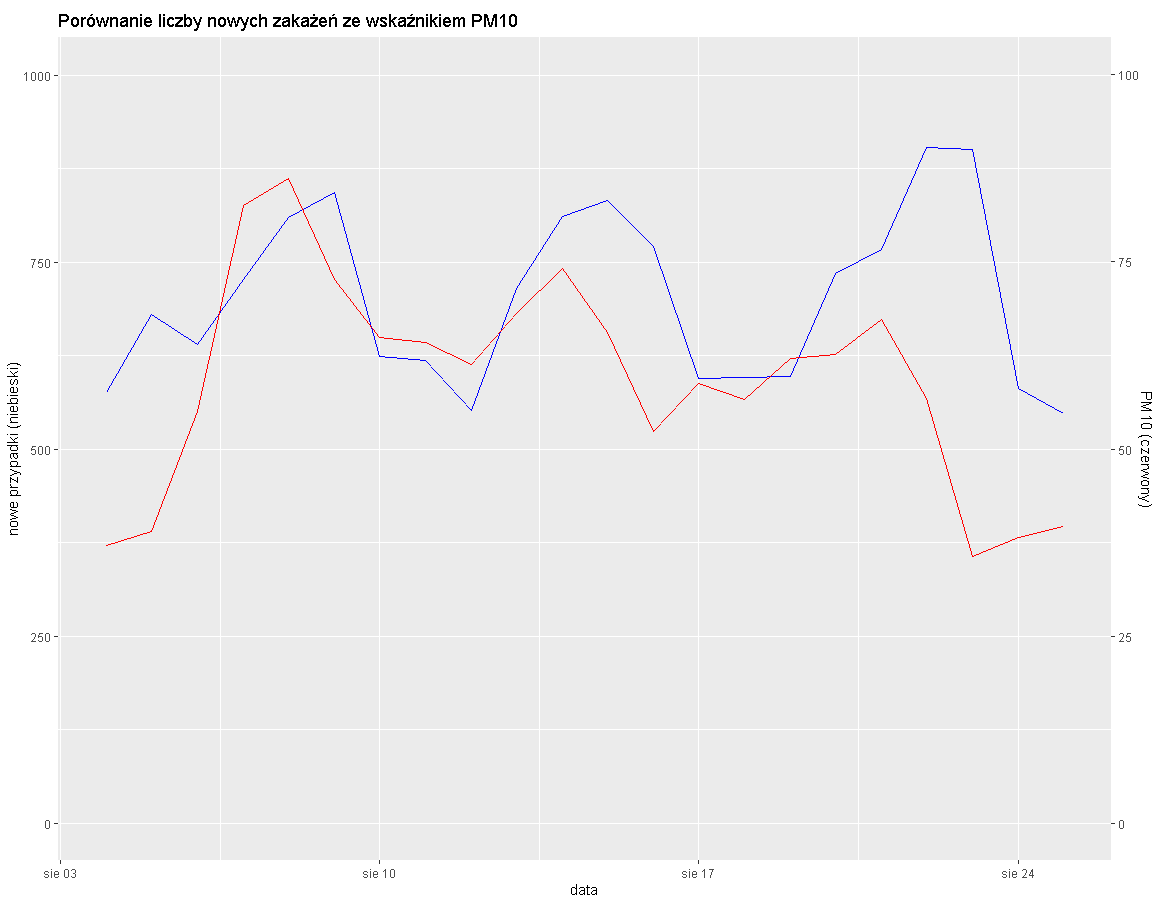 Porównanie liczby nowych zakażeń ze wskaźnikiem PM10
1000
750
500
250
0
nowe przypadki (niebieski)
100
75
50
25
0
PM10 (czerwony)
sie 03
sie 10
sie 17
sie 24
data